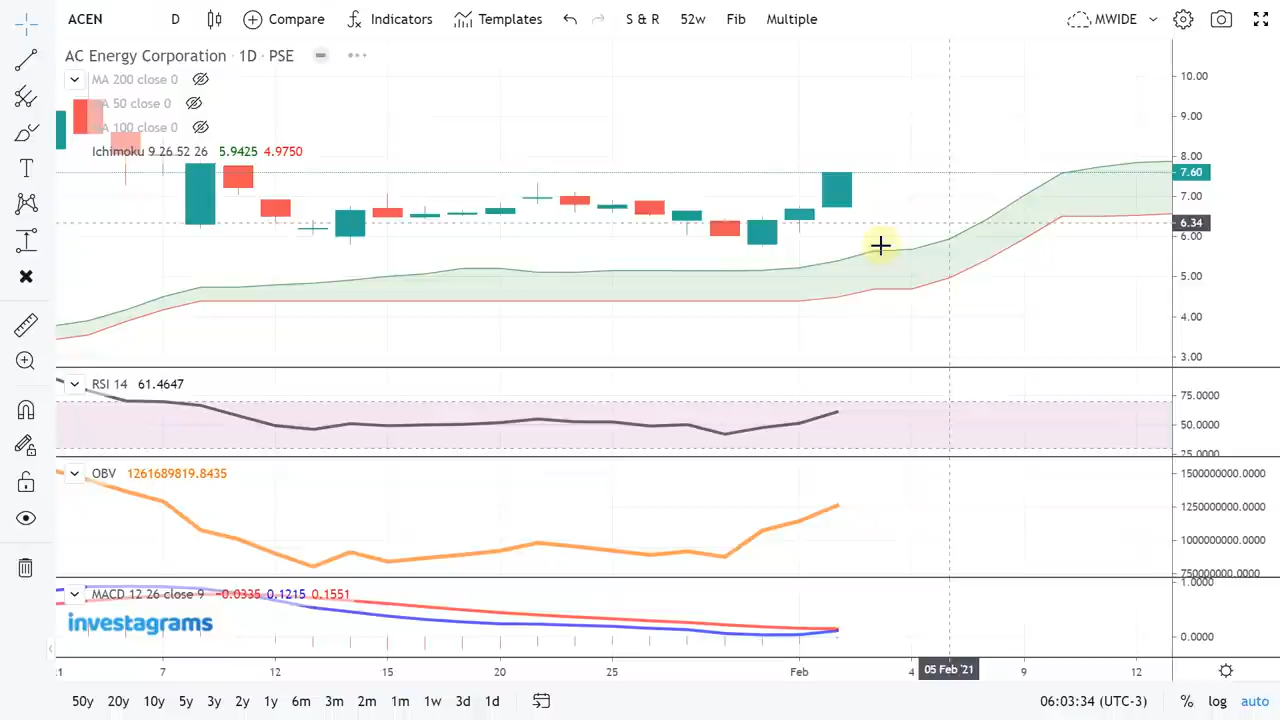 ACEN D Compare Indicators Templates S & R 52w Fib Multiple MWIDE
AC Energy Corporation · 1D · PSE
MA 200 close 0
A 50 close 0
A 100 close 0
Ichimoku 9 26 52 26 5.9425 4.9750
10.00
9.00
8.00
7.60
7.00
6.34
6.00
5.00
4.00
3.00
RSI 14 61.4647
75.0000
50.0000
25.0000
OBV 1261689819.8435
1500000000.0000
1250000000.0000
1000000000.0000
750000000.0000
MACD 12 26 close 9 −0.0335 0.1215 0.1551
1.0000
0.0000
investagrams
7 12 20 25 Feb 4 05 Feb '21 9 12
50y 20y 10y 5y 3y 2y 1y 6m 3m 2m 1m 1w 3d 1d 06:03:34 (UTC-3) % log auto